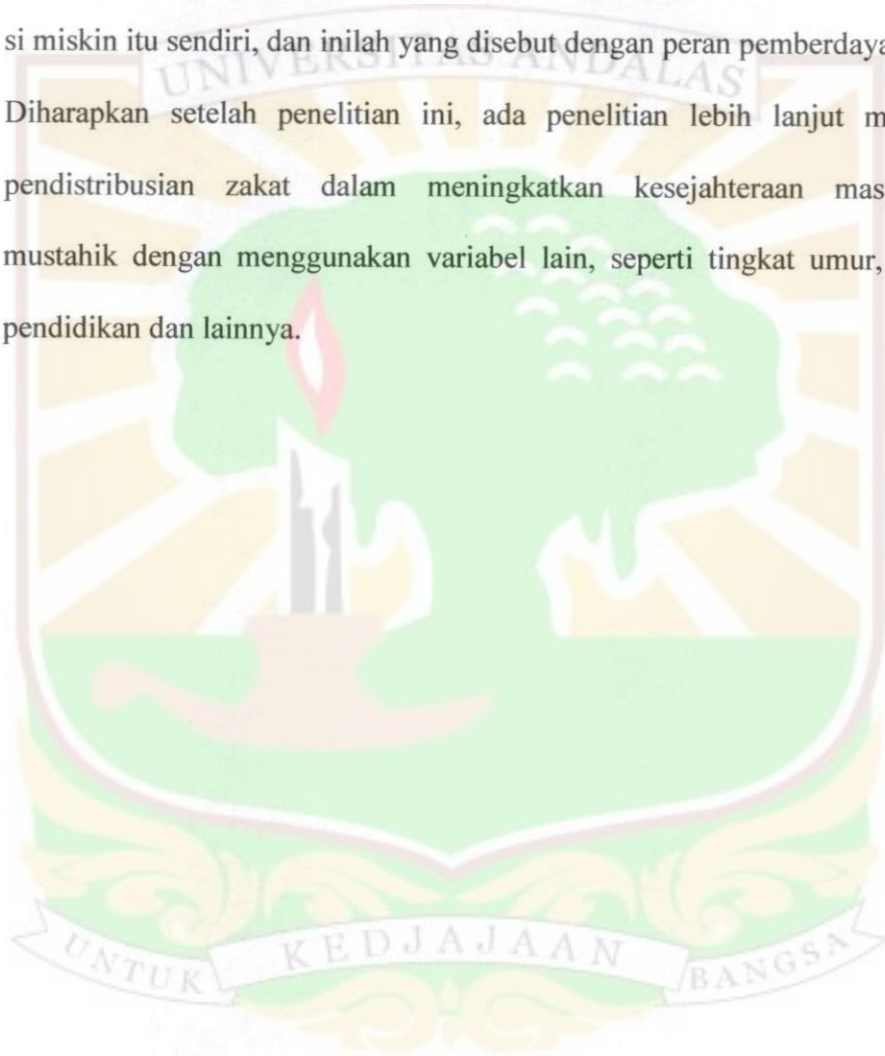 si miskin itu sendiri, dan inilah yang disebut dengan peran
UNIVERSITAS ANDALAS
Diharapkan setelah penelitian ini, ada penelitian lebih lanjut
pendistribusian zakat dalam meningkatkan kesejahteraan
mustahik dengan menggunakan variabel lain, seperti tingkat umur,
pendidikan dan lainnya.
UNTUK KEDJAJAAN BANGSA